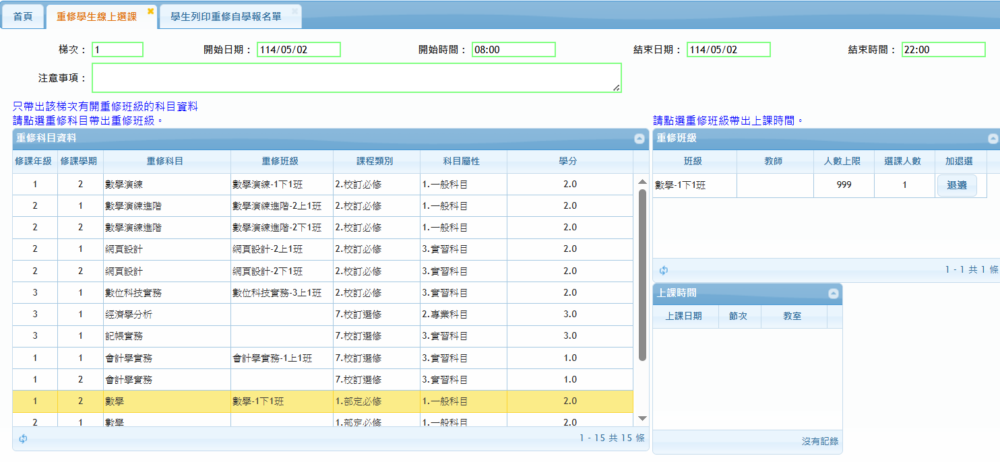 首頁 重修學生線上選課 學生列印重修自學報名單
梯次： 1 開始日期： 114/05/02 開始時間： 08:00 結束日期： 114/05/02 結束時間： 22:00
注意事項：
只帶出該梯次有開重修班級的科目資料
請點選重修科目帶出重修班級。
重修科目資料
修課年級 修課學期 重修科目 重修班級 課程類別 科目屬性 學分
1 2 數學演練 數學演練-1下1班 2.校訂必修 1.一般科目 2.0
2 1 數學演練進階 數學演練進階-2上1班 2.校訂必修 1.一般科目 2.0
2 2 數學演練進階 數學演練進階-2下1班 2.校訂必修 1.一般科目 2.0
2 1 網頁設計 網頁設計-2上1班 2.校訂必修 3.實習科目 2.0
2 2 網頁設計 網頁設計-2下1班 2.校訂必修 3.實習科目 2.0
3 1 數位科技實務 數位科技實務-3上1班 2.校訂必修 3.實習科目 2.0
3 1 經濟學分析 7.校訂選修 2.專業科目 3.0
3 1 記帳實務 7.校訂選修 3.實習科目 3.0
1 1 會計學實務 會計學實務-1上1班 7.校訂選修 3.實習科目 1.0
1 2 會計學實務 7.校訂選修 3.實習科目 1.0
1 2 數學 數學-1下1班 1.部定必修 1.一般科目 2.0
2 1 數學 1.部定必修 1.一般科目 2.0
1 - 15 共 15 條
請點選重修班級帶出上課時間。
重修班級
班級 教師 人數上限 選課人數 加退選
數學-1下1班 999 1 退選
1 - 1 共 1 條
上課時間
上課日期 節次 教室
沒有記錄